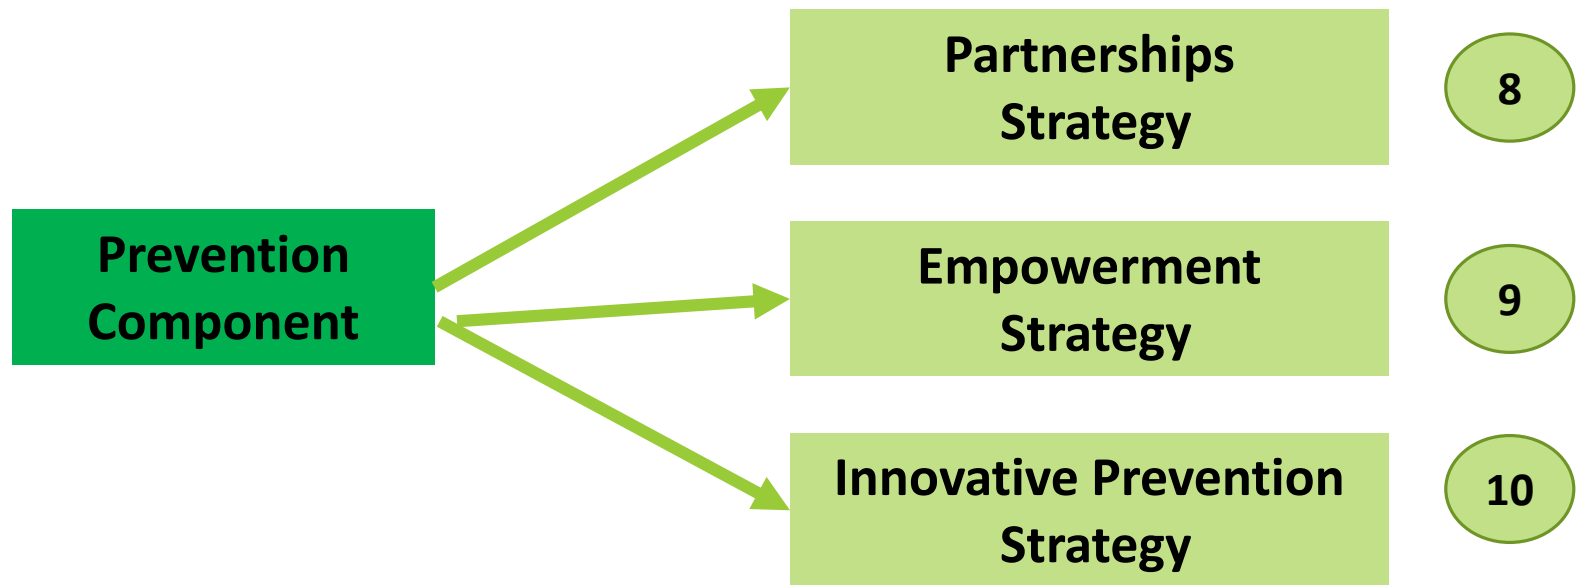 Partnerships
Strategy
8
Prevention
Component
Empowerment
Strategy
9
Innovative Prevention
Strategy
10